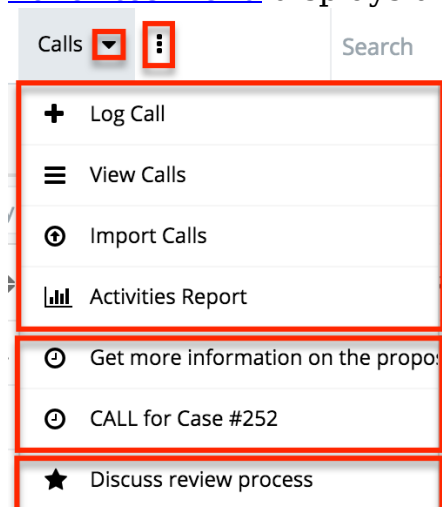 Calls
Search
Log Call
View Calls
Import Calls
Activities Report
Get more information on the propo
CALL for Case #252
Discuss review process